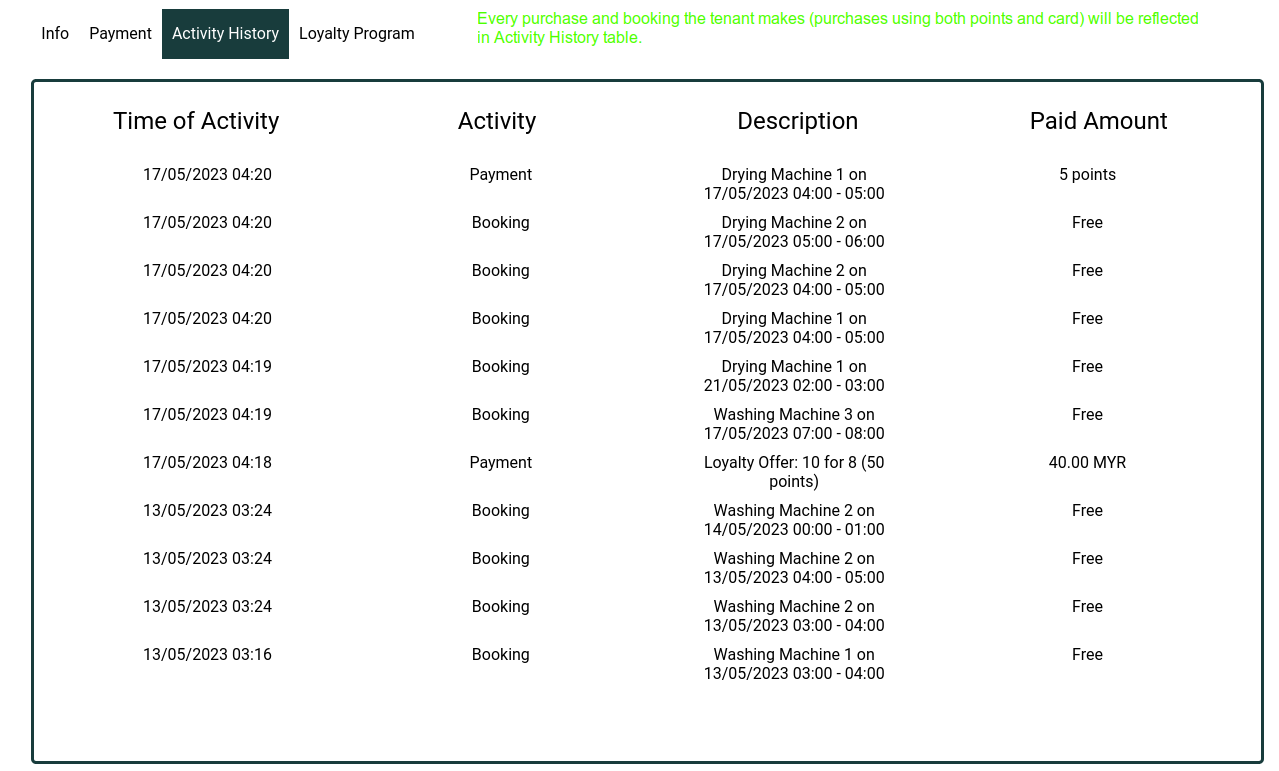 Info Payment Activity History Loyalty Program
Every purchase and booking the tenant makes (purchases using both points and card) will be reflected
in Activity History table.
Time of Activity Activity Description Paid Amount
17/05/2023 04:20 Payment Drying Machine 1 on 5 points
17/05/2023 04:00 - 05:00
17/05/2023 04:20 Booking Drying Machine 2 on Free
17/05/2023 05:00 - 06:00
17/05/2023 04:20 Booking Drying Machine 2 on Free
17/05/2023 04:00 - 05:00
17/05/2023 04:20 Booking Drying Machine 1 on Free
17/05/2023 04:00 - 05:00
17/05/2023 04:19 Booking Drying Machine 1 on Free
21/05/2023 02:00 - 03:00
17/05/2023 04:19 Booking Washing Machine 3 on Free
17/05/2023 07:00 - 08:00
17/05/2023 04:18 Payment Loyalty Offer: 10 for 8 (50 40.00 MYR
points)
13/05/2023 03:24 Booking Washing Machine 2 on Free
14/05/2023 00:00 - 01:00
13/05/2023 03:24 Booking Washing Machine 2 on Free
13/05/2023 04:00 - 05:00
13/05/2023 03:24 Booking Washing Machine 2 on Free
13/05/2023 03:00 - 04:00
13/05/2023 03:16 Booking Washing Machine 1 on Free
13/05/2023 03:00 - 04:00